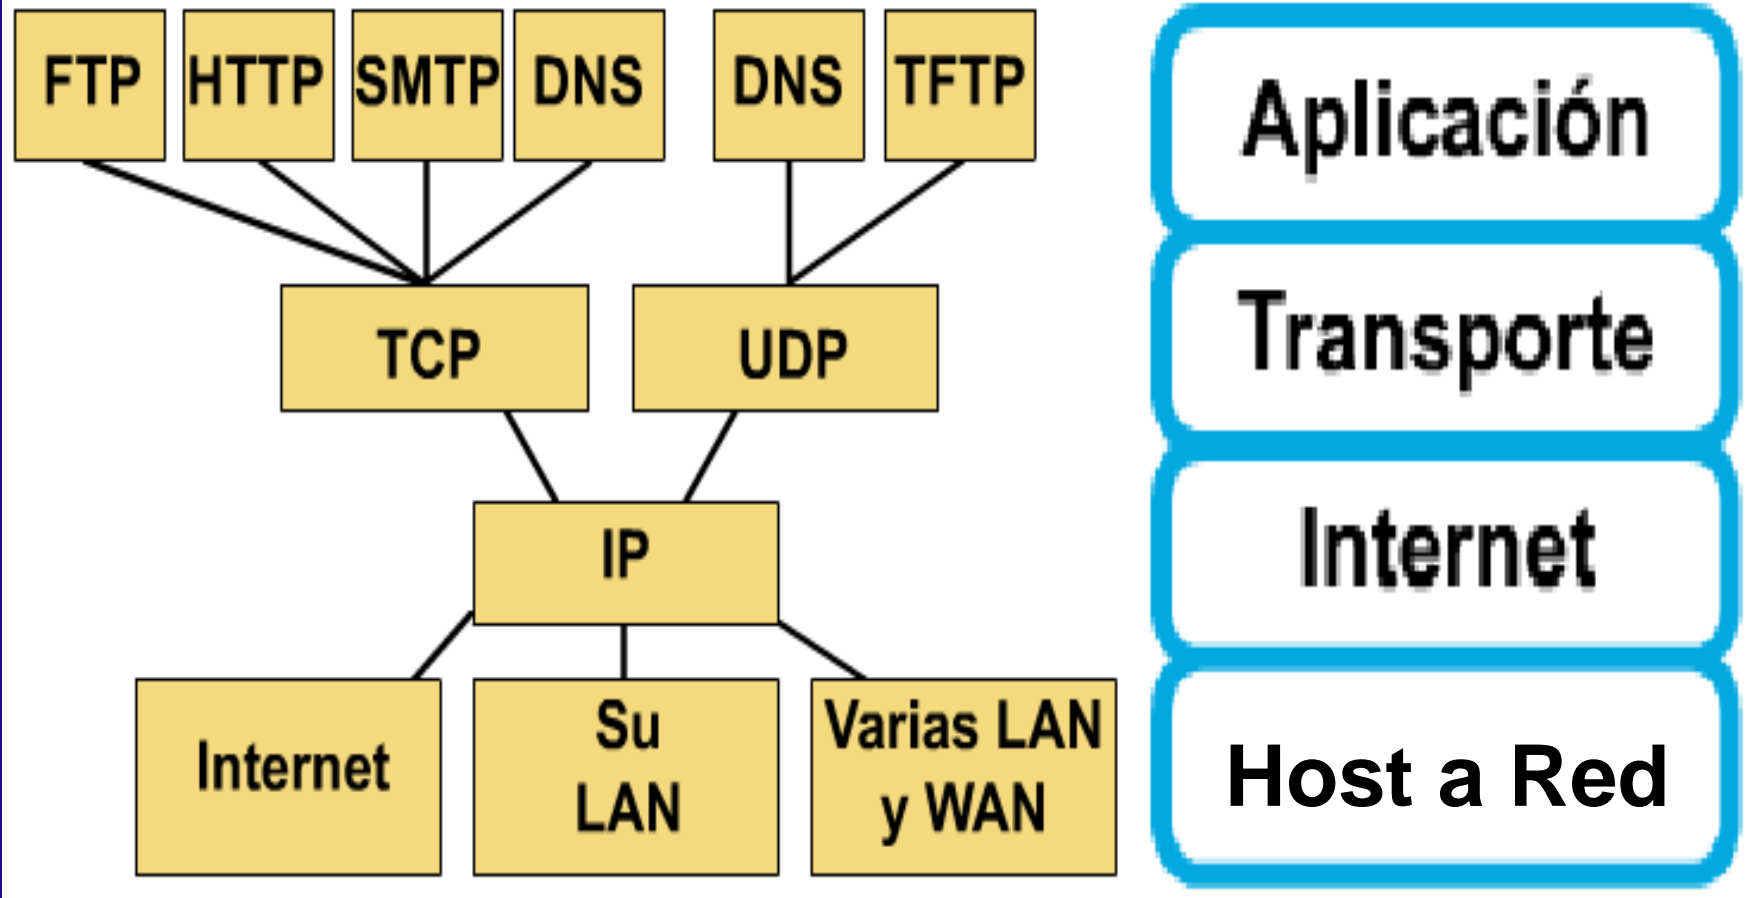 FTP HTTP SMTP DNS DNS TFTP
Aplicación
TCP UDP
Transporte
IP
Internet
Internet
Su
LAN
Varias LAN
y WAN
Host a Red